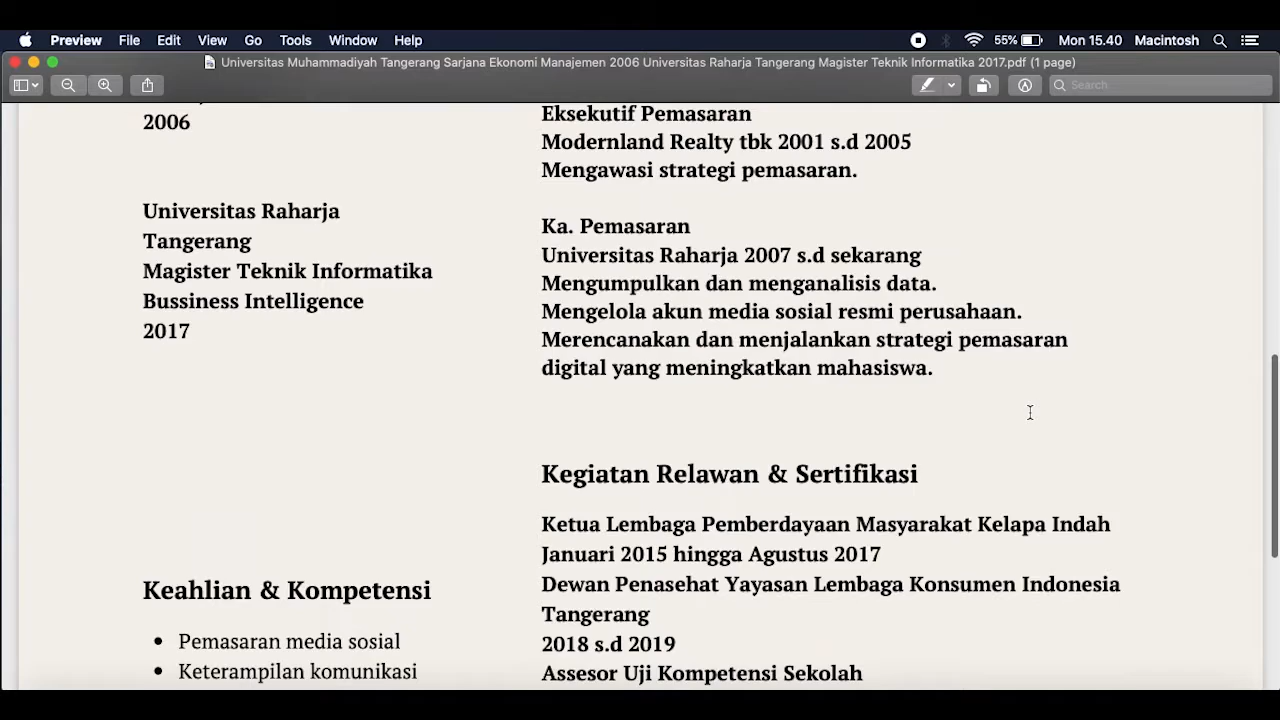 Preview File Edit View Go Tools Window Help 55% Mon 15.40 Macintosh
Universitas Muhammadiyah Tangerang Sarjana Ekonomi Manajemen 2006 Universitas Raharja Tangerang Magister Teknik Informatika 2017.pdf (1 page)
Search
2006
Universitas Raharja
Tangerang
Magister Teknik Informatika
Bussiness Intelligence
2017
Keahlian & Kompetensi
• Pemasaran media sosial
• Keterampilan komunikasi
Eksekutif Pemasaran
Modernland Realty tbk 2001 s.d 2005
Mengawasi strategi pemasaran.
Ka. Pemasaran
Universitas Raharja 2007 s.d sekarang
Mengumpulkan dan menganalisis data.
Mengelola akun media sosial resmi perusahaan.
Merencanakan dan menjalankan strategi pemasaran
digital yang meningkatkan mahasiswa.
Kegiatan Relawan & Sertifikasi
Ketua Lembaga Pemberdayaan Masyarakat Kelapa Indah
Januari 2015 hingga Agustus 2017
Dewan Penasehat Yayasan Lembaga Konsumen Indonesia
Tangerang
2018 s.d 2019
Assesor Uji Kompetensi Sekolah